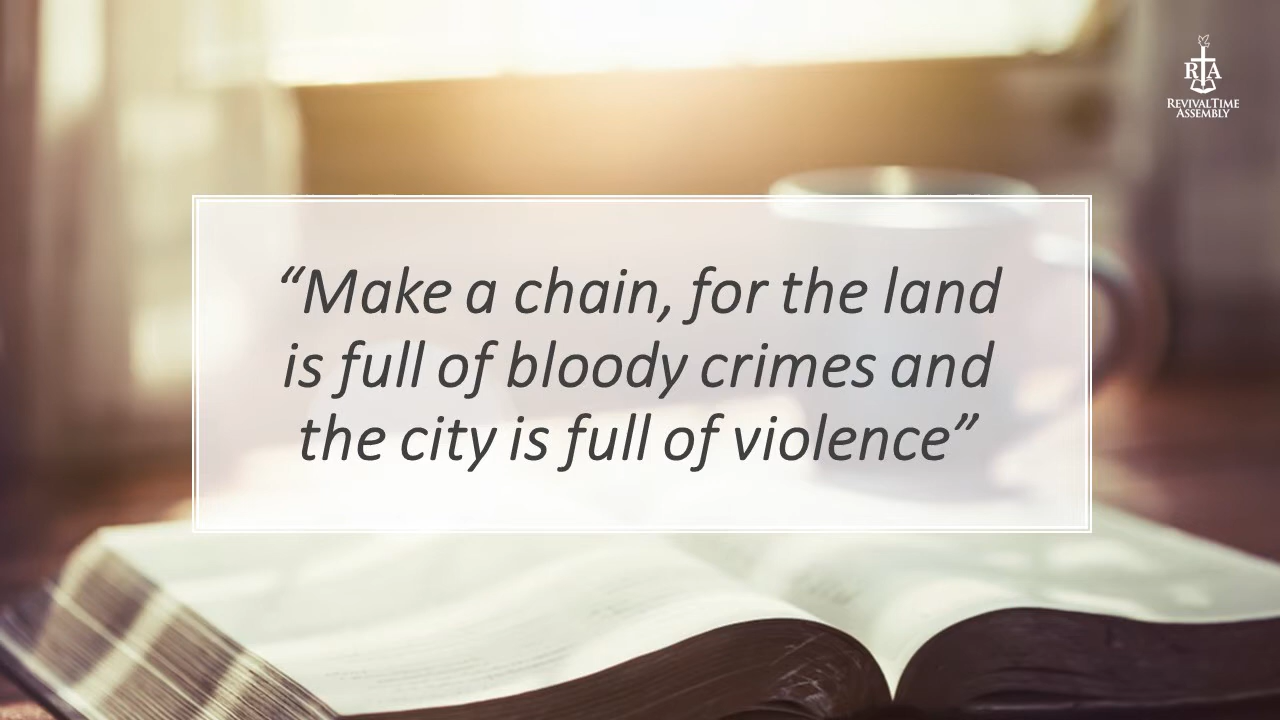 RTA
REVIVALTIME
ASSEMBLY
“Make a chain, for the land
is full of bloody crimes and
the city is full of violence”